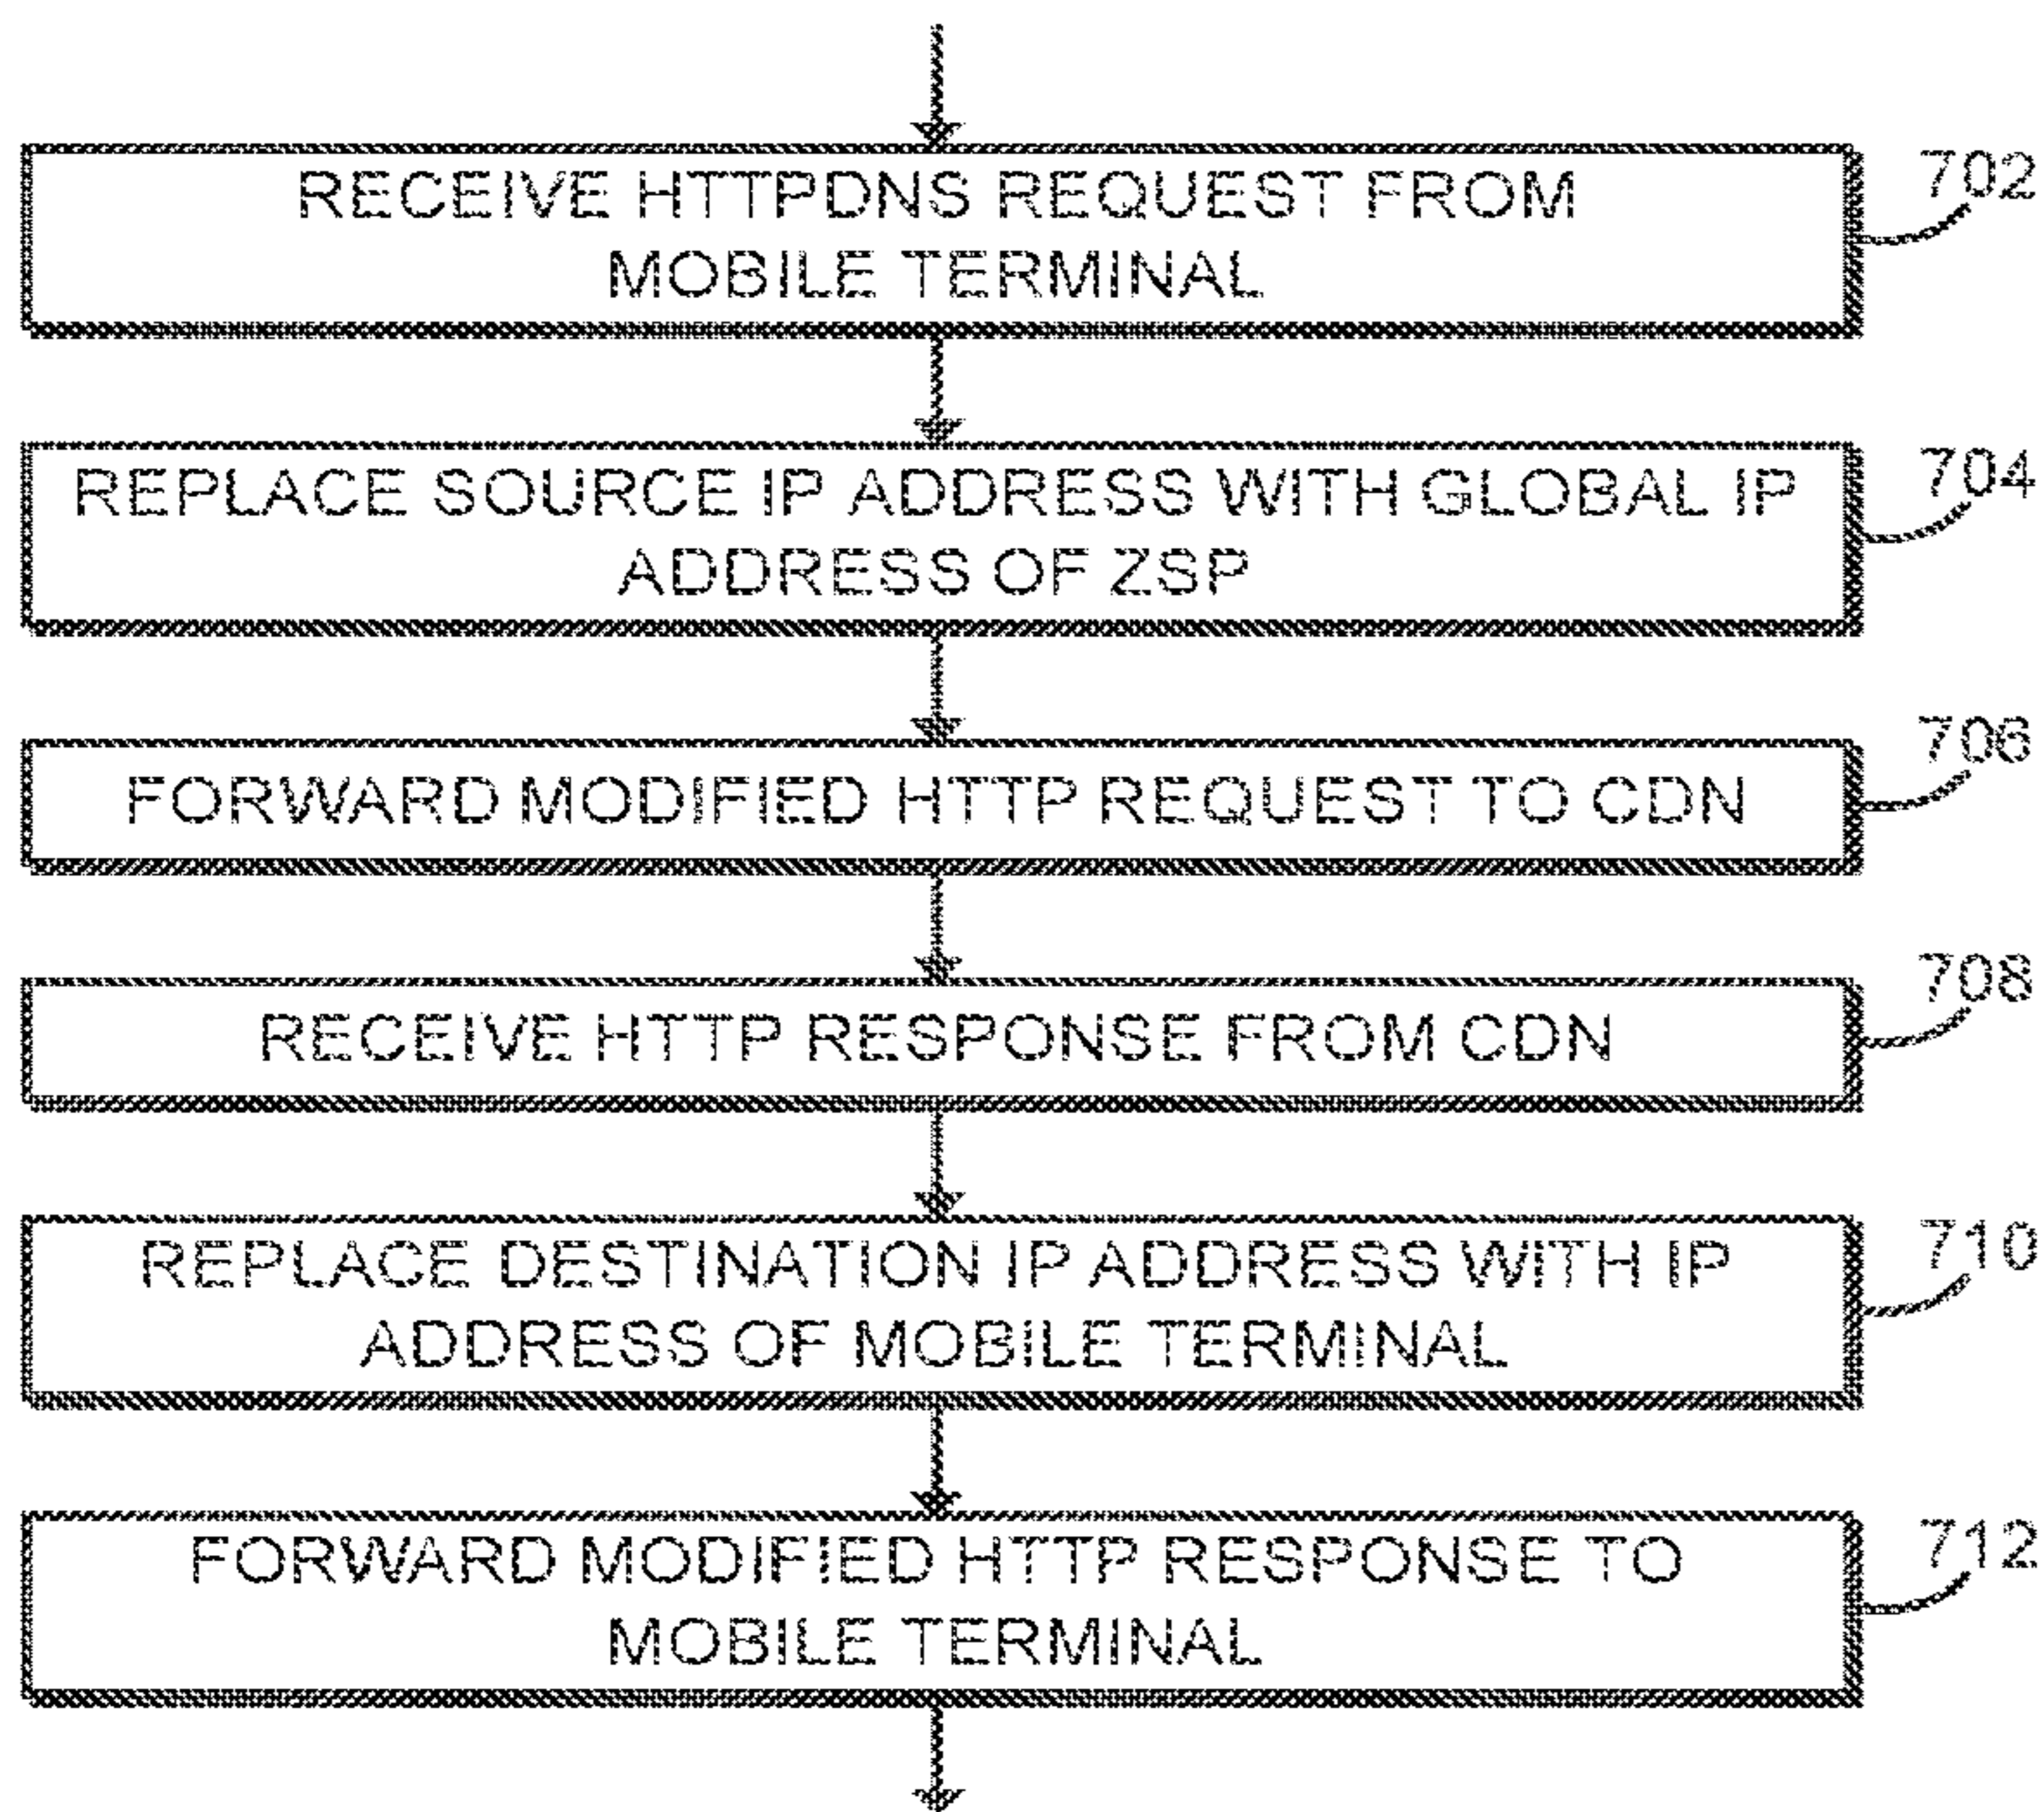 RECEIVE HTTPDNS REQUEST FROM
MOBILE TERMINAL
702
REPLACE SOURCE IP ADDRESS WITH GLOBAL IP
ADDRESS OF ZSP
704
FORWARD MODIFIED HTTP REQUEST TO CDN
706
RECEIVE HTTP RESPONSE FROM CDN
708
REPLACE DESTINATION IP ADDRESS WITH IP
ADDRESS OF MOBILE TERMINAL
710
FORWARD MODIFIED HTTP RESPONSE TO
MOBILE TERMINAL
712